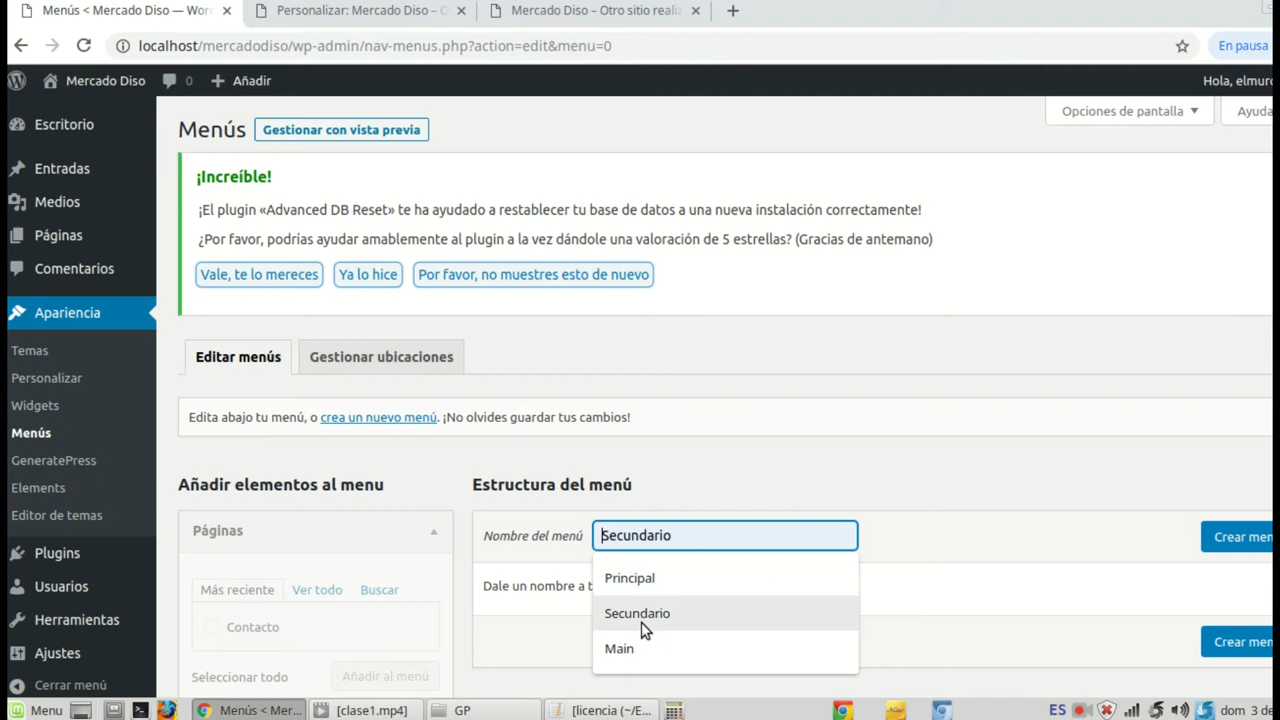 Menús < Mercado Diso — Wor
Personalizar: Mercado Diso – O
Mercado Diso – Otro sitio realiz
localhost/mercadodiso/wp-admin/nav-menus.php?action=edit&menu=0
En pausa
Mercado Diso
0
Añadir
Hola, elmuro
Escritorio
Entradas
Medios
Páginas
Comentarios
Apariencia
Temas
Personalizar
Widgets
Menús
GeneratePress
Elements
Editor de temas
Plugins
Usuarios
Herramientas
Ajustes
Cerrar menú
Opciones de pantalla
Ayuda
Menús
Gestionar con vista previa
¡Increíble!
¡El plugin «Advanced DB Reset» te ha ayudado a restablecer tu base de datos a una nueva instalación correctamente!
¿Por favor, podrías ayudar amablemente al plugin a la vez dándole una valoración de 5 estrellas? (Gracias de antemano)
Vale, te lo mereces
Ya lo hice
Por favor, no muestres esto de nuevo
Editar menús
Gestionar ubicaciones
Edita abajo tu menú, o crea un nuevo menú. ¡No olvides guardar tus cambios!
Añadir elementos al menu
Páginas
Más reciente
Ver todo
Buscar
Contacto
Seleccionar todo
Añadir al menú
Estructura del menú
Nombre del menú
Secundario
Crear men
Principal
Secundario
Main
Dale un nombre a t
Crear men
Menu
Menús < Mer...
[clase1.mp4]
GP
[licencia (~/E...
ES
dom 3 de